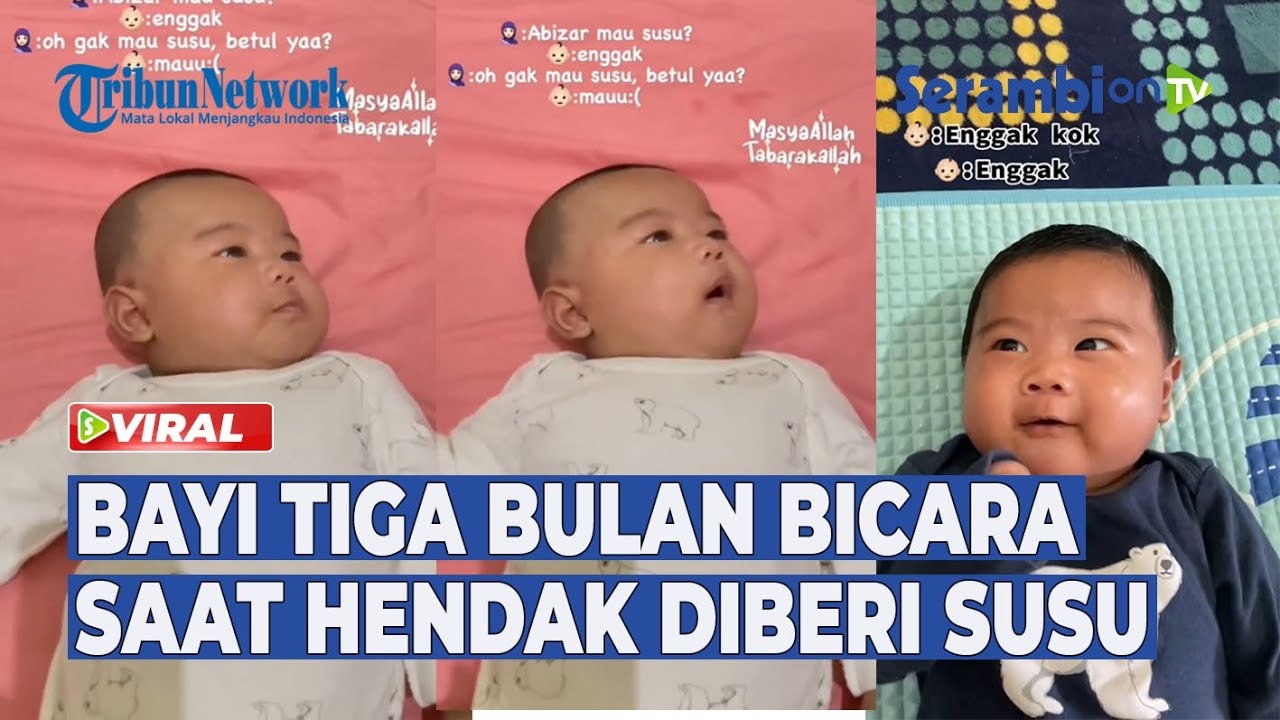 :enggak
:oh gak mau susu, betul yaa?
:mauu:(
TribunNetwork
Mata Lokal Menjangkau Indonesia
MasyaAllah
Tabarakallah
:Abizar mau susu?
:enggak
:oh gak mau susu, betul yaa?
:mauu:(
MasyaAllah
Tabarakallah
Serambi on TV
:Enggak kok
:Enggak
S VIRAL
BAYI TIGA BULAN BICARA
SAAT HENDAK DIBERI SUSU